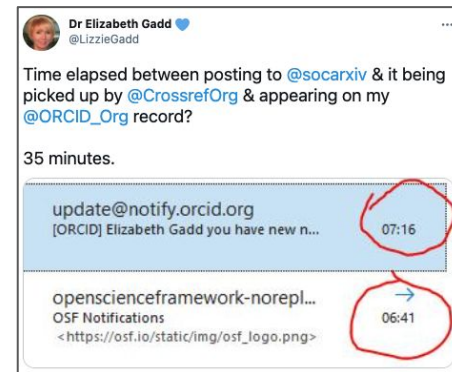 Dr Elizabeth Gadd 💙
@LizzieGadd
...
Time elapsed between posting to @socarxiv & it being
picked up by @CrossrefOrg & appearing on my
@ORCID_Org record?
35 minutes.
update@notify.orcid.org
[ORCID] Elizabeth Gadd you have new n...
07:16
openscienceframework-norepl...
OSF Notifications
06:41
<https://osf.io/static/img/osf_logo.png>